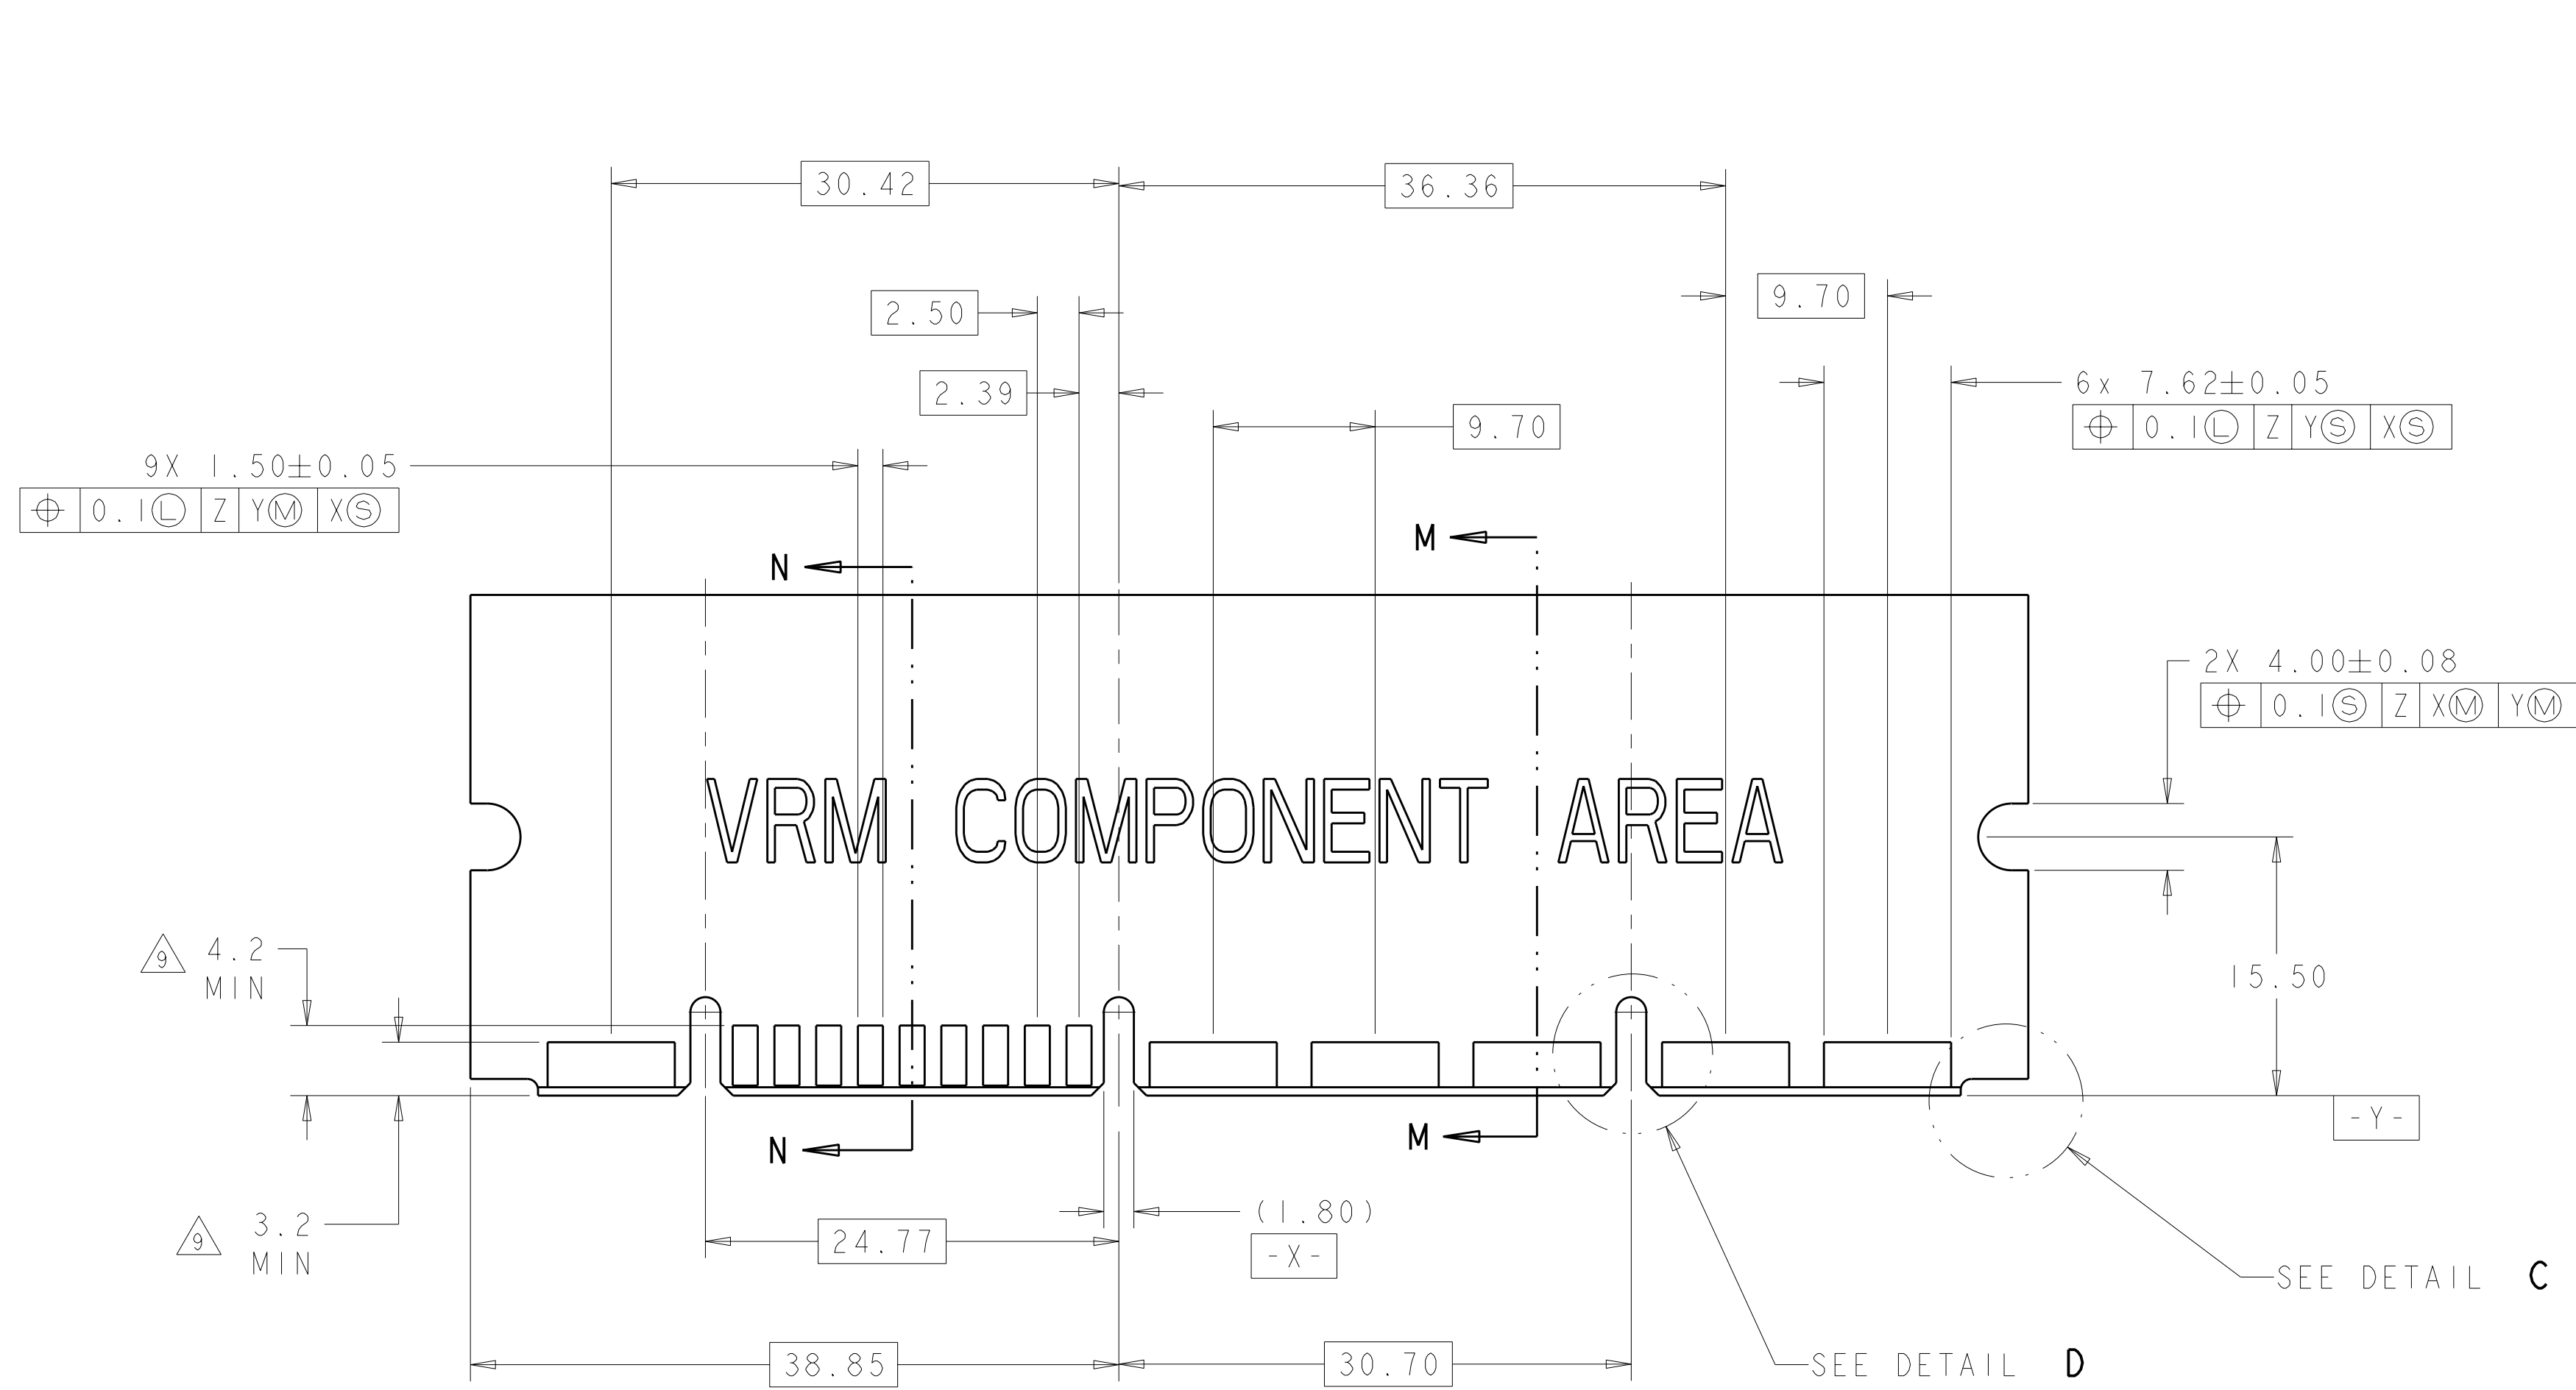 30.42
36.36
9.70
2.50
2.39
9.70
6x 7.62±0.05
⌖ 0.1Ⓛ Z YⓈ XⓈ
9X 1.50±0.05
⌖ 0.1Ⓛ Z YⓂ XⓈ
M
N
2X 4.00±0.08
⌖ 0.1Ⓢ Z XⓂ YⓂ
VRM COMPONENT AREA
9 4.2
MIN
15.50
-Y-
N
M
(1.80)
-X-
9 3.2
MIN
24.77
SEE DETAIL C
38.85
30.70
SEE DETAIL D